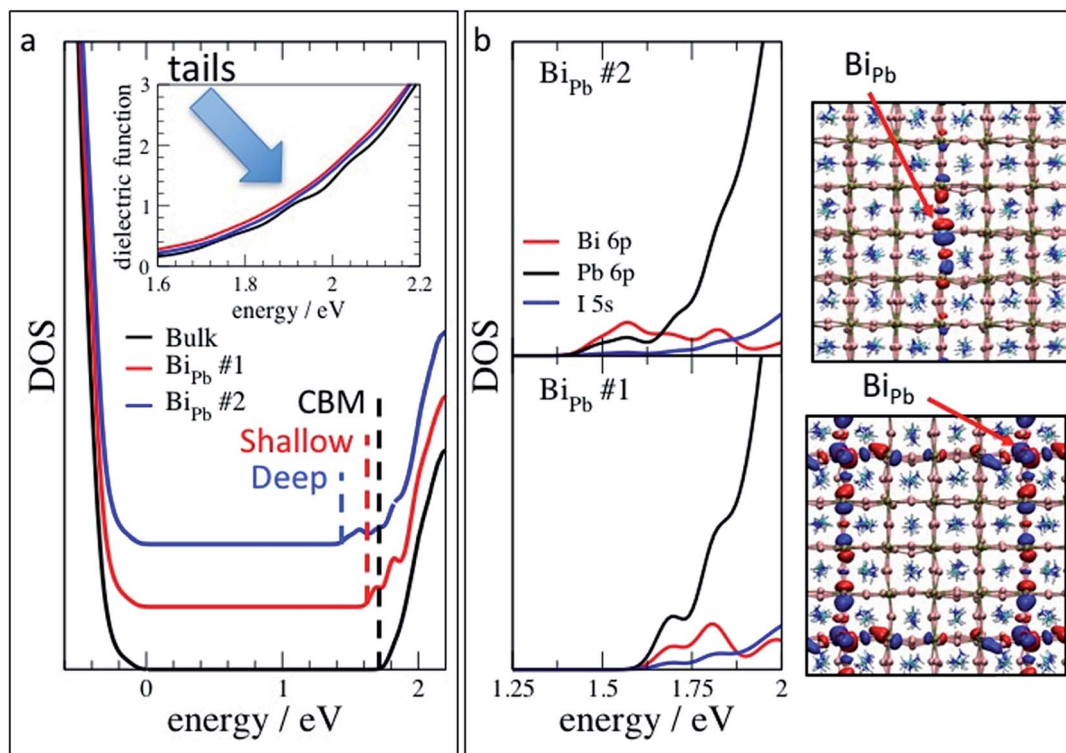 a
tails
3
2
1
0
dielectric function
1.6
1.8
2
2.2
energy / eV
Bulk
BiPb #1
BiPb #2
CBM
Shallow
Deep
DOS
0
1
2
energy / eV
b
BiPb #2
Bi 6p
Pb 6p
I 5s
BiPb #1
DOS
1.25
1.5
1.75
2
energy / eV
BiPb
BiPb